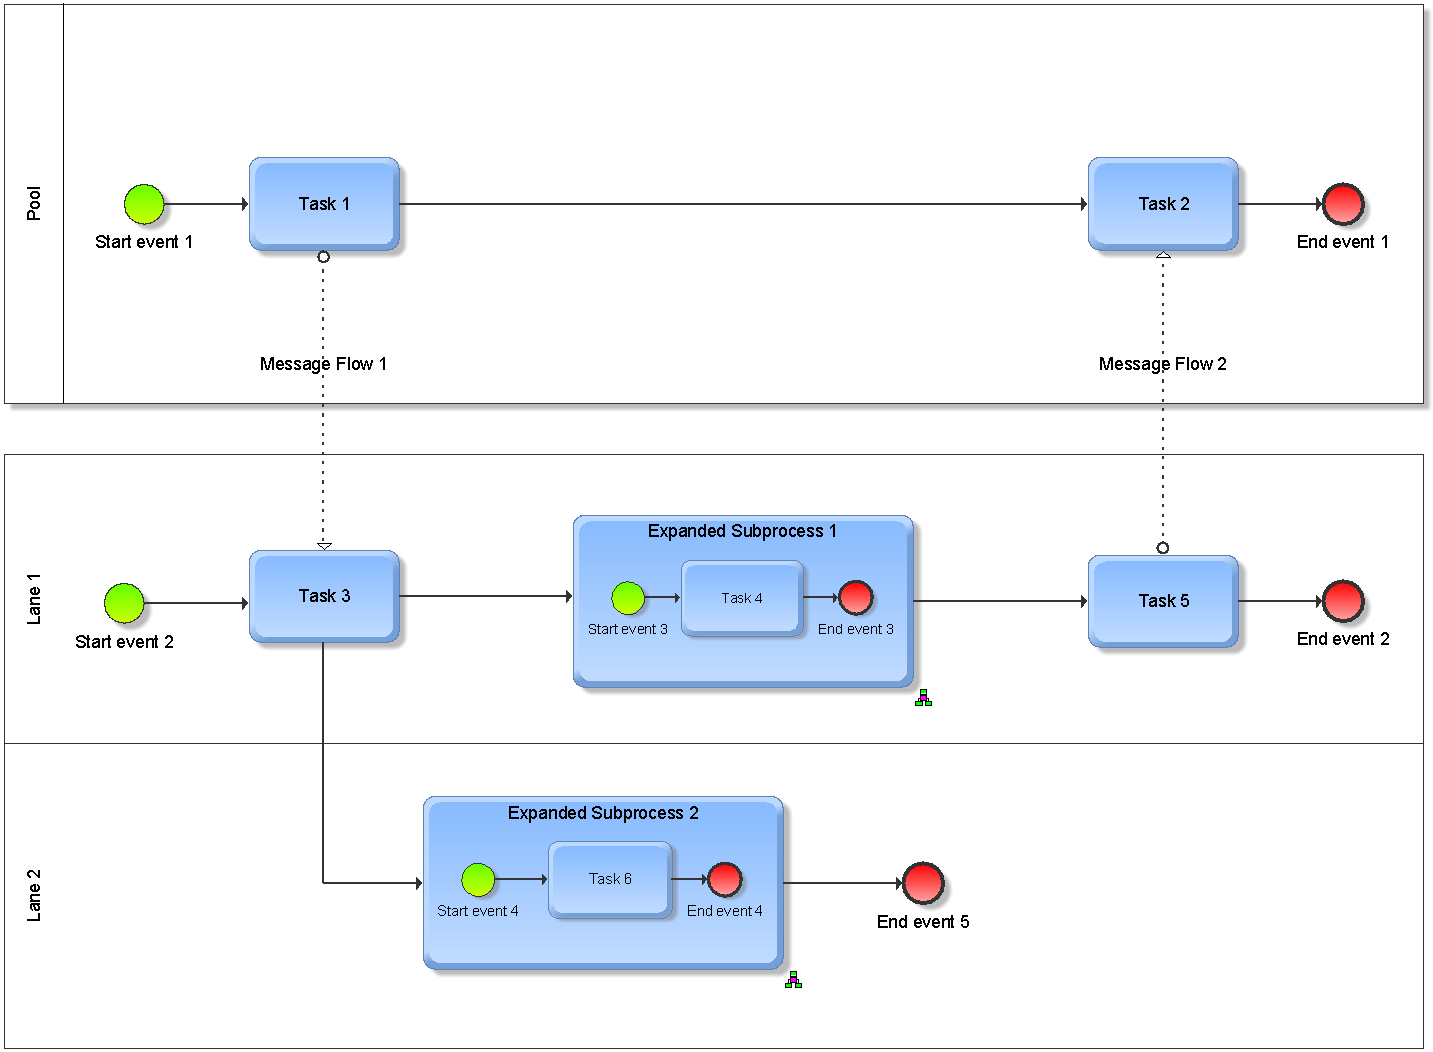 Pool
Task 1
Task 2
Start event 1
End event 1
Message Flow 1
Message Flow 2
Lane 1
Expanded Subprocess 1
Task 3
Task 4
Task 5
Start event 3
End event 3
Start event 2
End event 2
Lane 2
Expanded Subprocess 2
Task 6
Start event 4
End event 4
End event 5